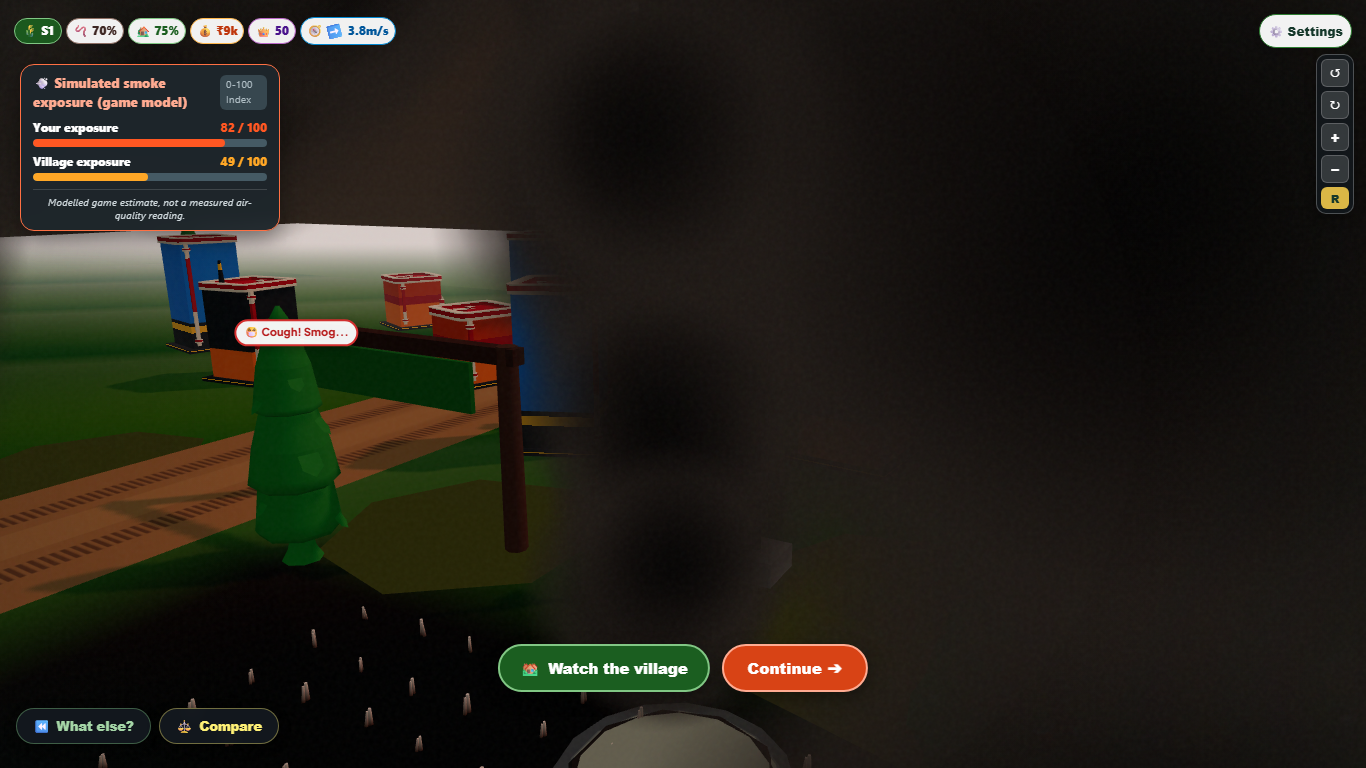 S1
70%
75%
₹9k
50
3.8m/s
Settings
Simulated smoke
exposure (game model)
0-100
Index
Your exposure
82 / 100
Village exposure
49 / 100
Modelled game estimate, not a measured air-
quality reading.
↺
↻
+
−
R
Cough! Smog...
Watch the village
Continue ➔
What else?
Compare